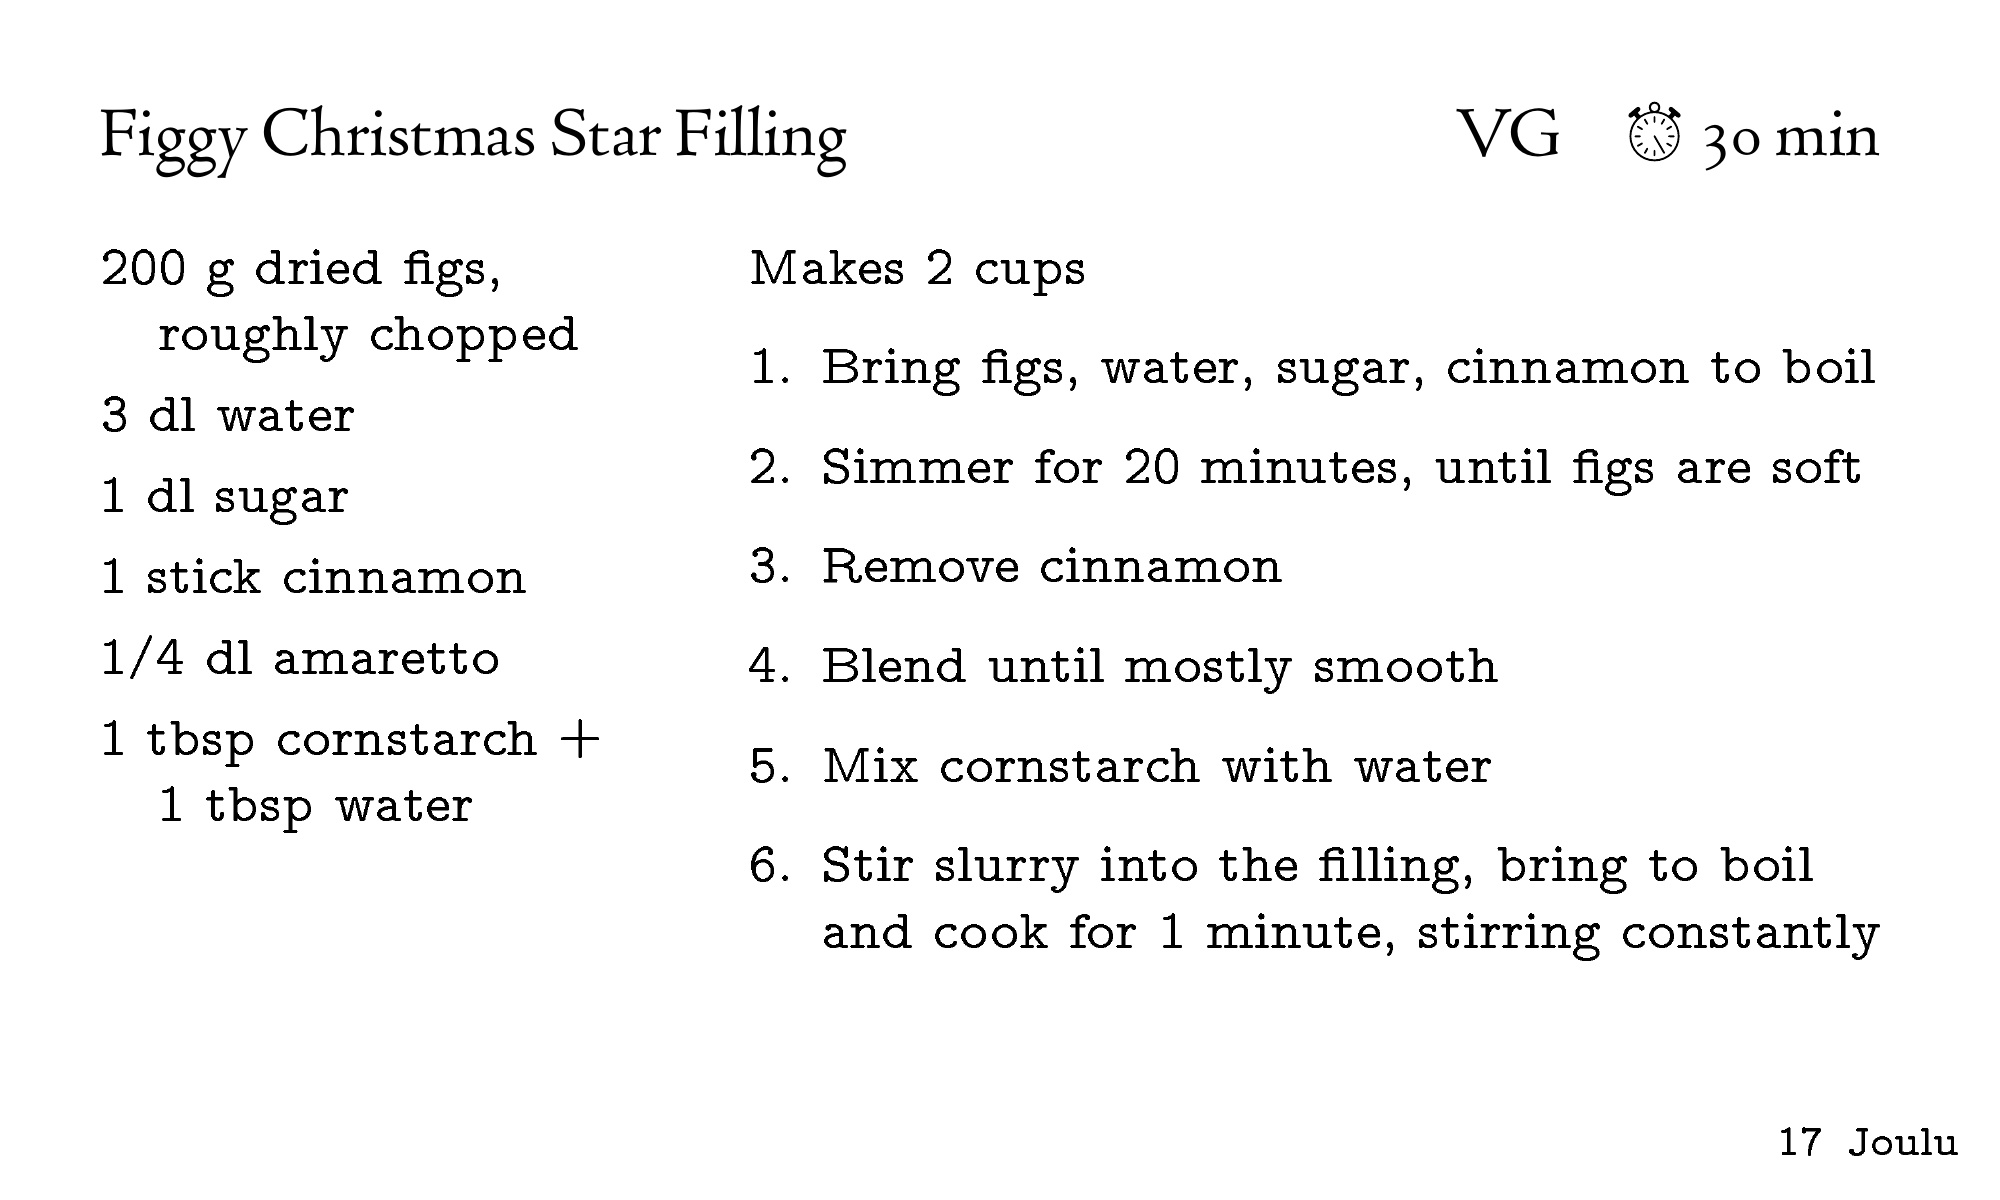 Figgy Christmas Star Filling VG 30 min
200 g dried figs,
roughly chopped
3 dl water
1 dl sugar
1 stick cinnamon
1/4 dl amaretto
1 tbsp cornstarch +
1 tbsp water
Makes 2 cups
1. Bring figs, water, sugar, cinnamon to boil
2. Simmer for 20 minutes, until figs are soft
3. Remove cinnamon
4. Blend until mostly smooth
5. Mix cornstarch with water
6. Stir slurry into the filling, bring to boil
and cook for 1 minute, stirring constantly
17 Joulu